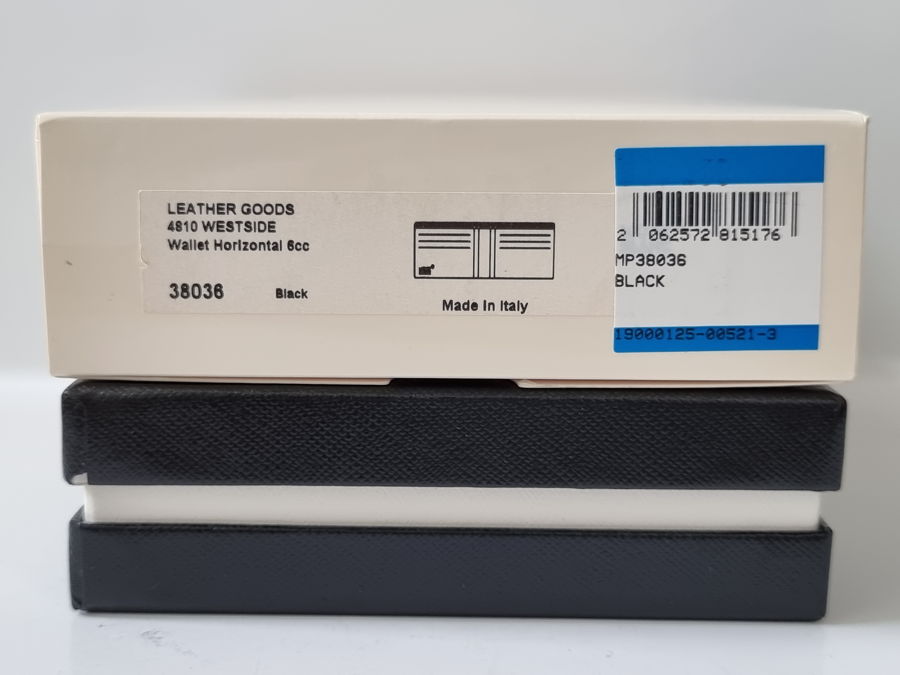 LEATHER GOODS
4810 WESTSIDE
Wallet Horizontal 6cc
38036 Black
Made in Italy
2 062572 815176
MP38036
BLACK
19000125-00521-3